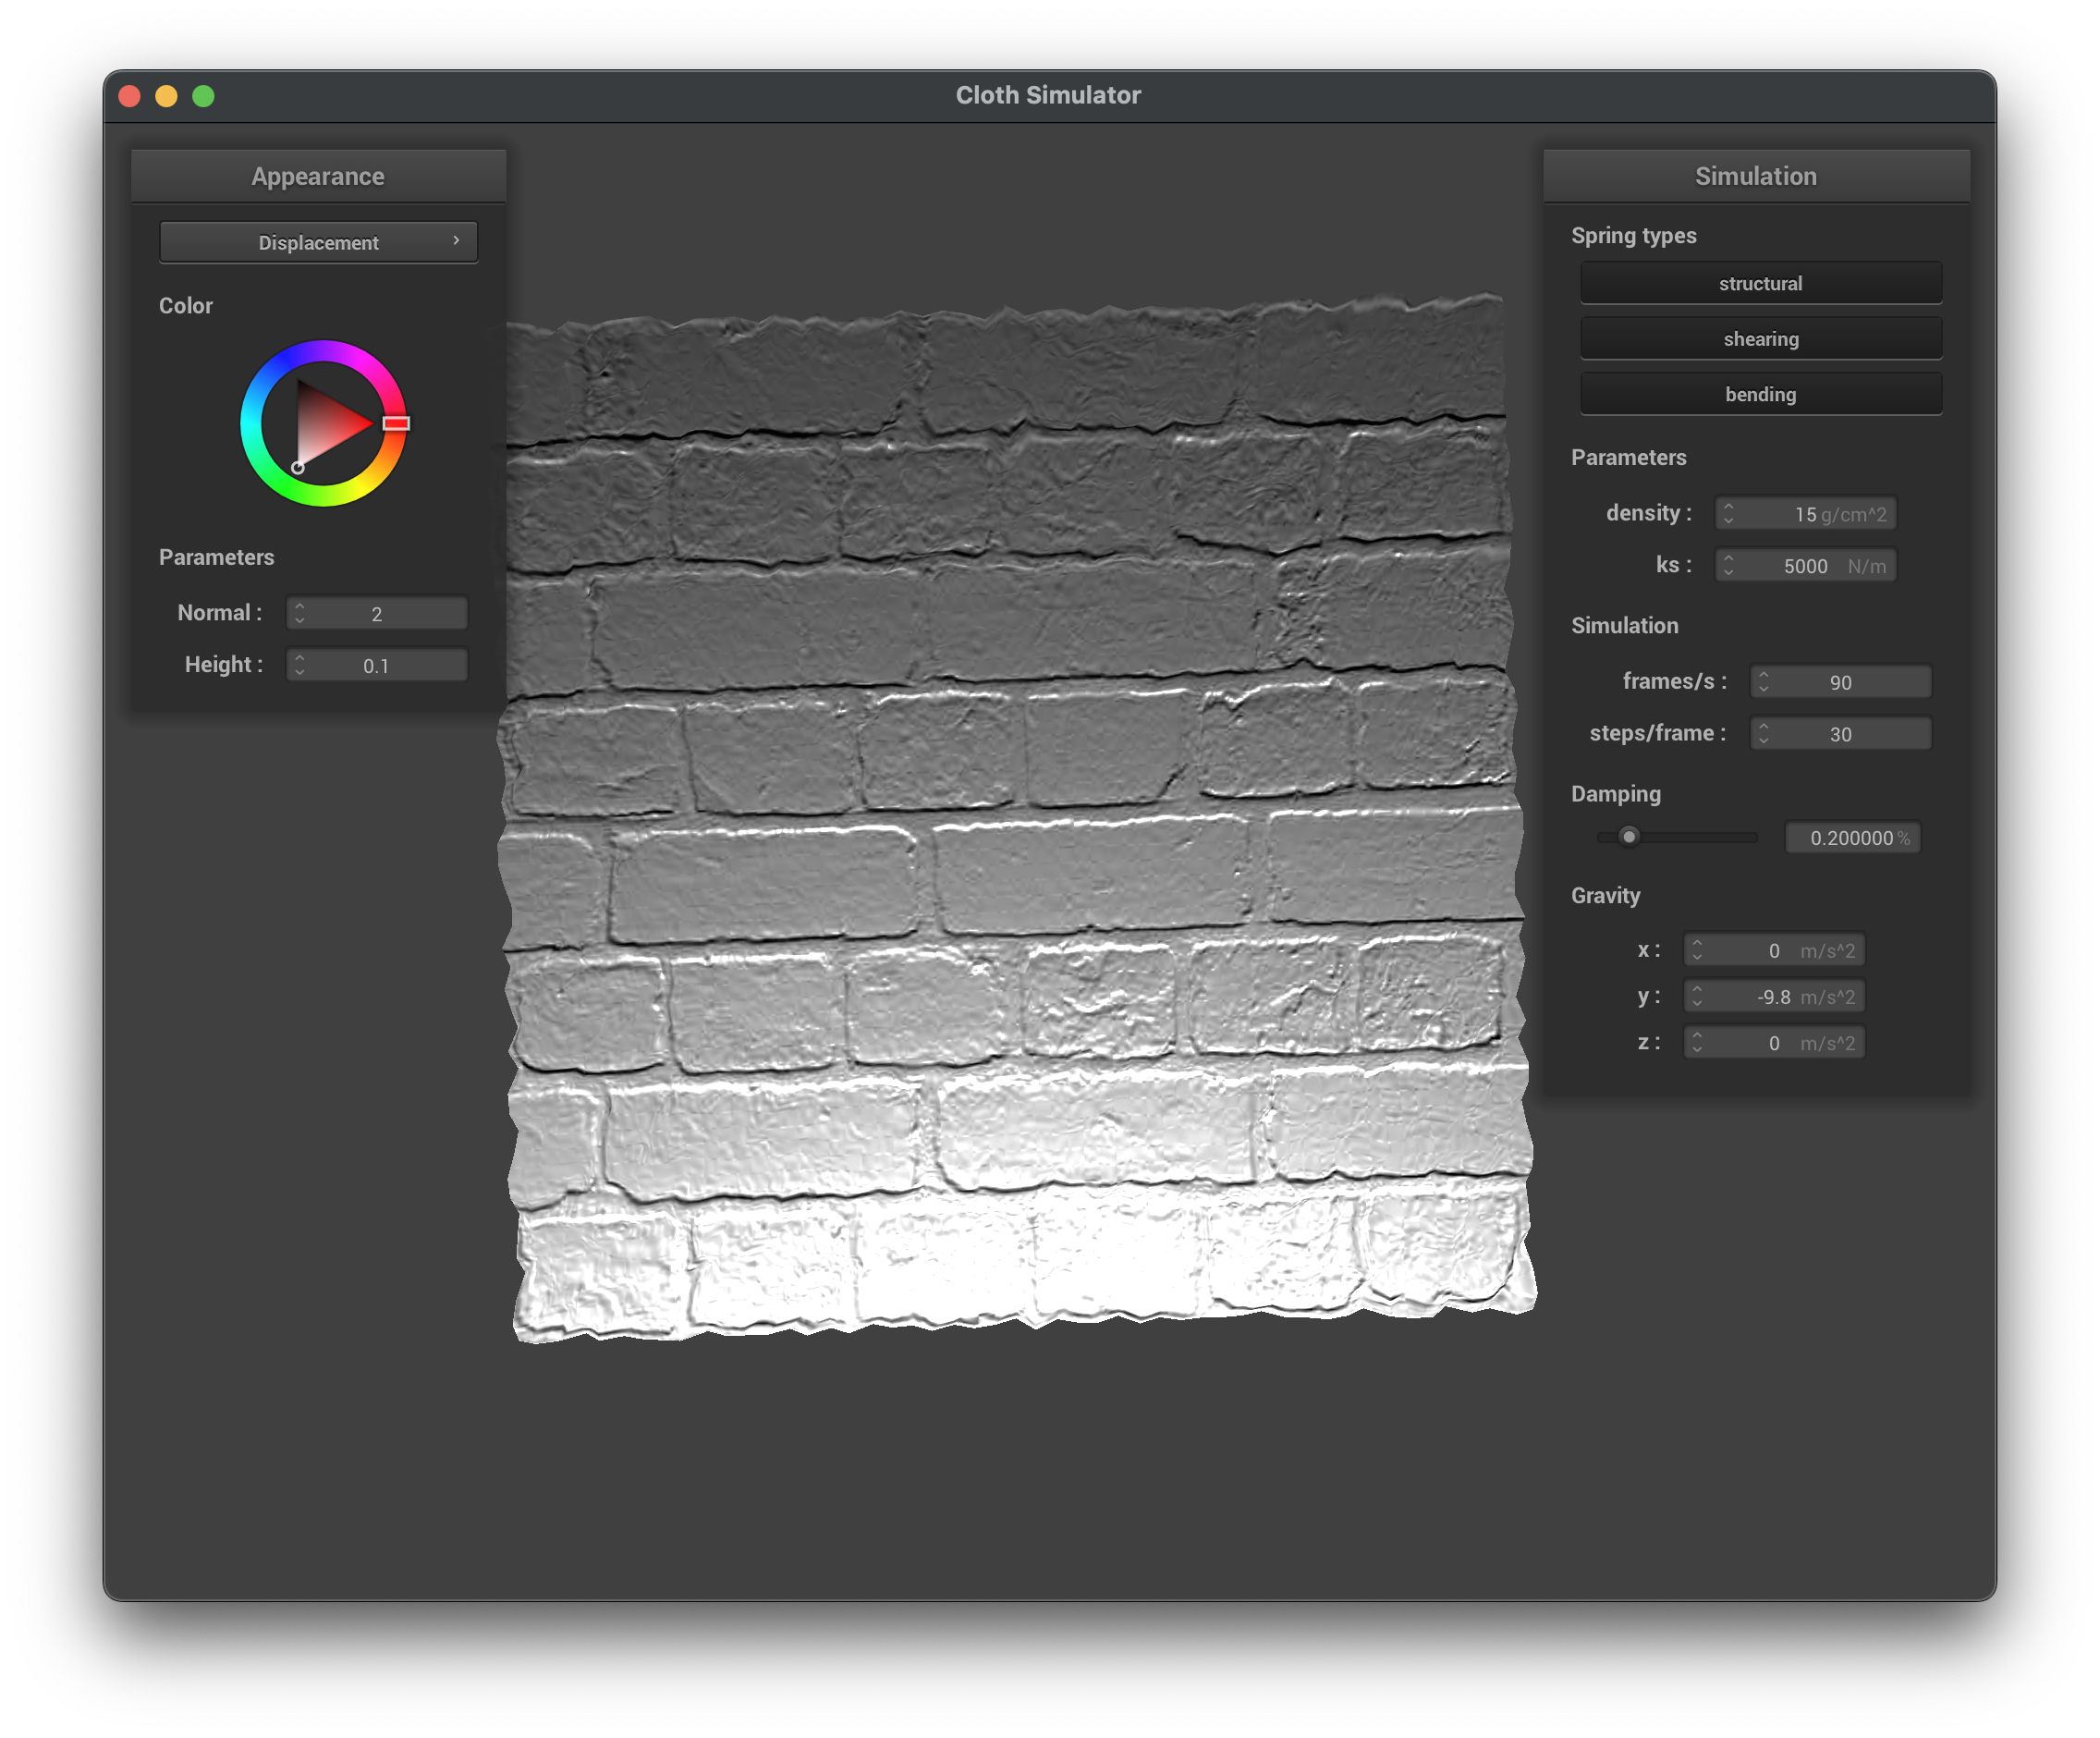 Cloth Simulator
Appearance
Displacement
Color
Parameters
Normal : 2
Height : 0.1
Simulation
Spring types
structural
shearing
bending
Parameters
density : 15 g/cm^2
ks : 5000 N/m
Simulation
frames/s : 90
steps/frame : 30
Damping
0.200000 %
Gravity
x : 0 m/s^2
y : -9.8 m/s^2
z : 0 m/s^2